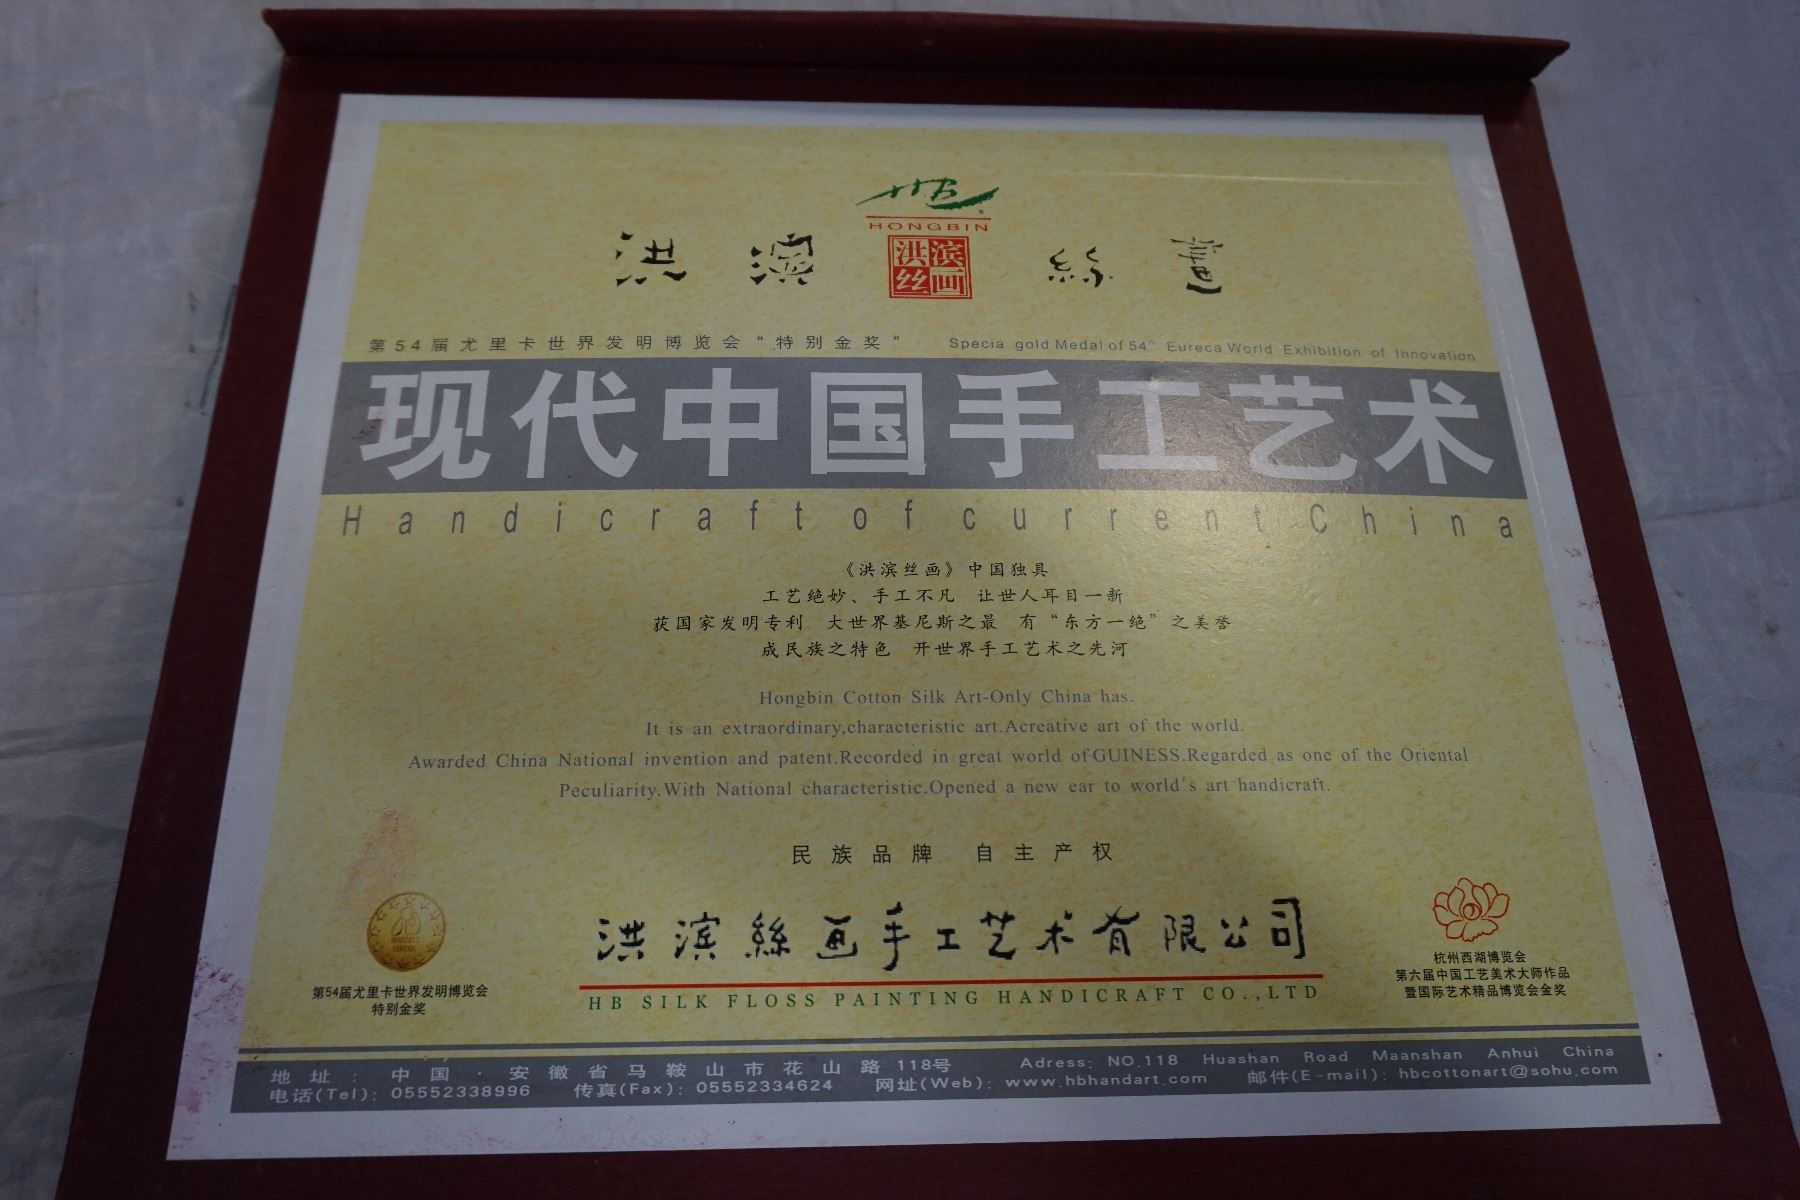 HB
HONGBIN
洪滨 絲畫
洪滨
丝画
第54届尤里卡世界发明博览会“特别金奖” Specia gold Medal of 54th Eureca World Exhibition of Innovation
现代中国手工艺术
Handicraft of current China
《洪滨丝画》中国独具
工艺绝妙、手工不凡 让世人耳目一新
获国家发明专利 大世界基尼斯之最 有“东方一绝”之美誉
成民族之特色 开世界手工艺术之先河
Hongbin Cotton Silk Art-Only China has.
It is an extraordinary,characteristic art.Acreative art of the world.
Awarded China National invention and patent.Recorded in great world of GUINESS.Regarded as one of the Oriental
Peculiarity.With National characteristic.Opened a new ear to world's art handicraft.
民族品牌 自主产权
洪滨絲画手工艺术有限公司
HB SILK FLOSS PAINTING HANDICRAFT CO.,LTD
第54届尤里卡世界发明博览会
特别金奖
杭州西湖博览会
第六届中国工艺美术大师作品
暨国际艺术精品博览会金奖
地址: 中国·安徽省马鞍山市花山路118号 Adress: NO.118 Huashan Road Maanshan Anhui China
电话(Tel): 05552338996 传真(Fax): 05552334624 网址(Web): www.hbhandart.com 邮件(E-mail): hbcottonart@sohu.com